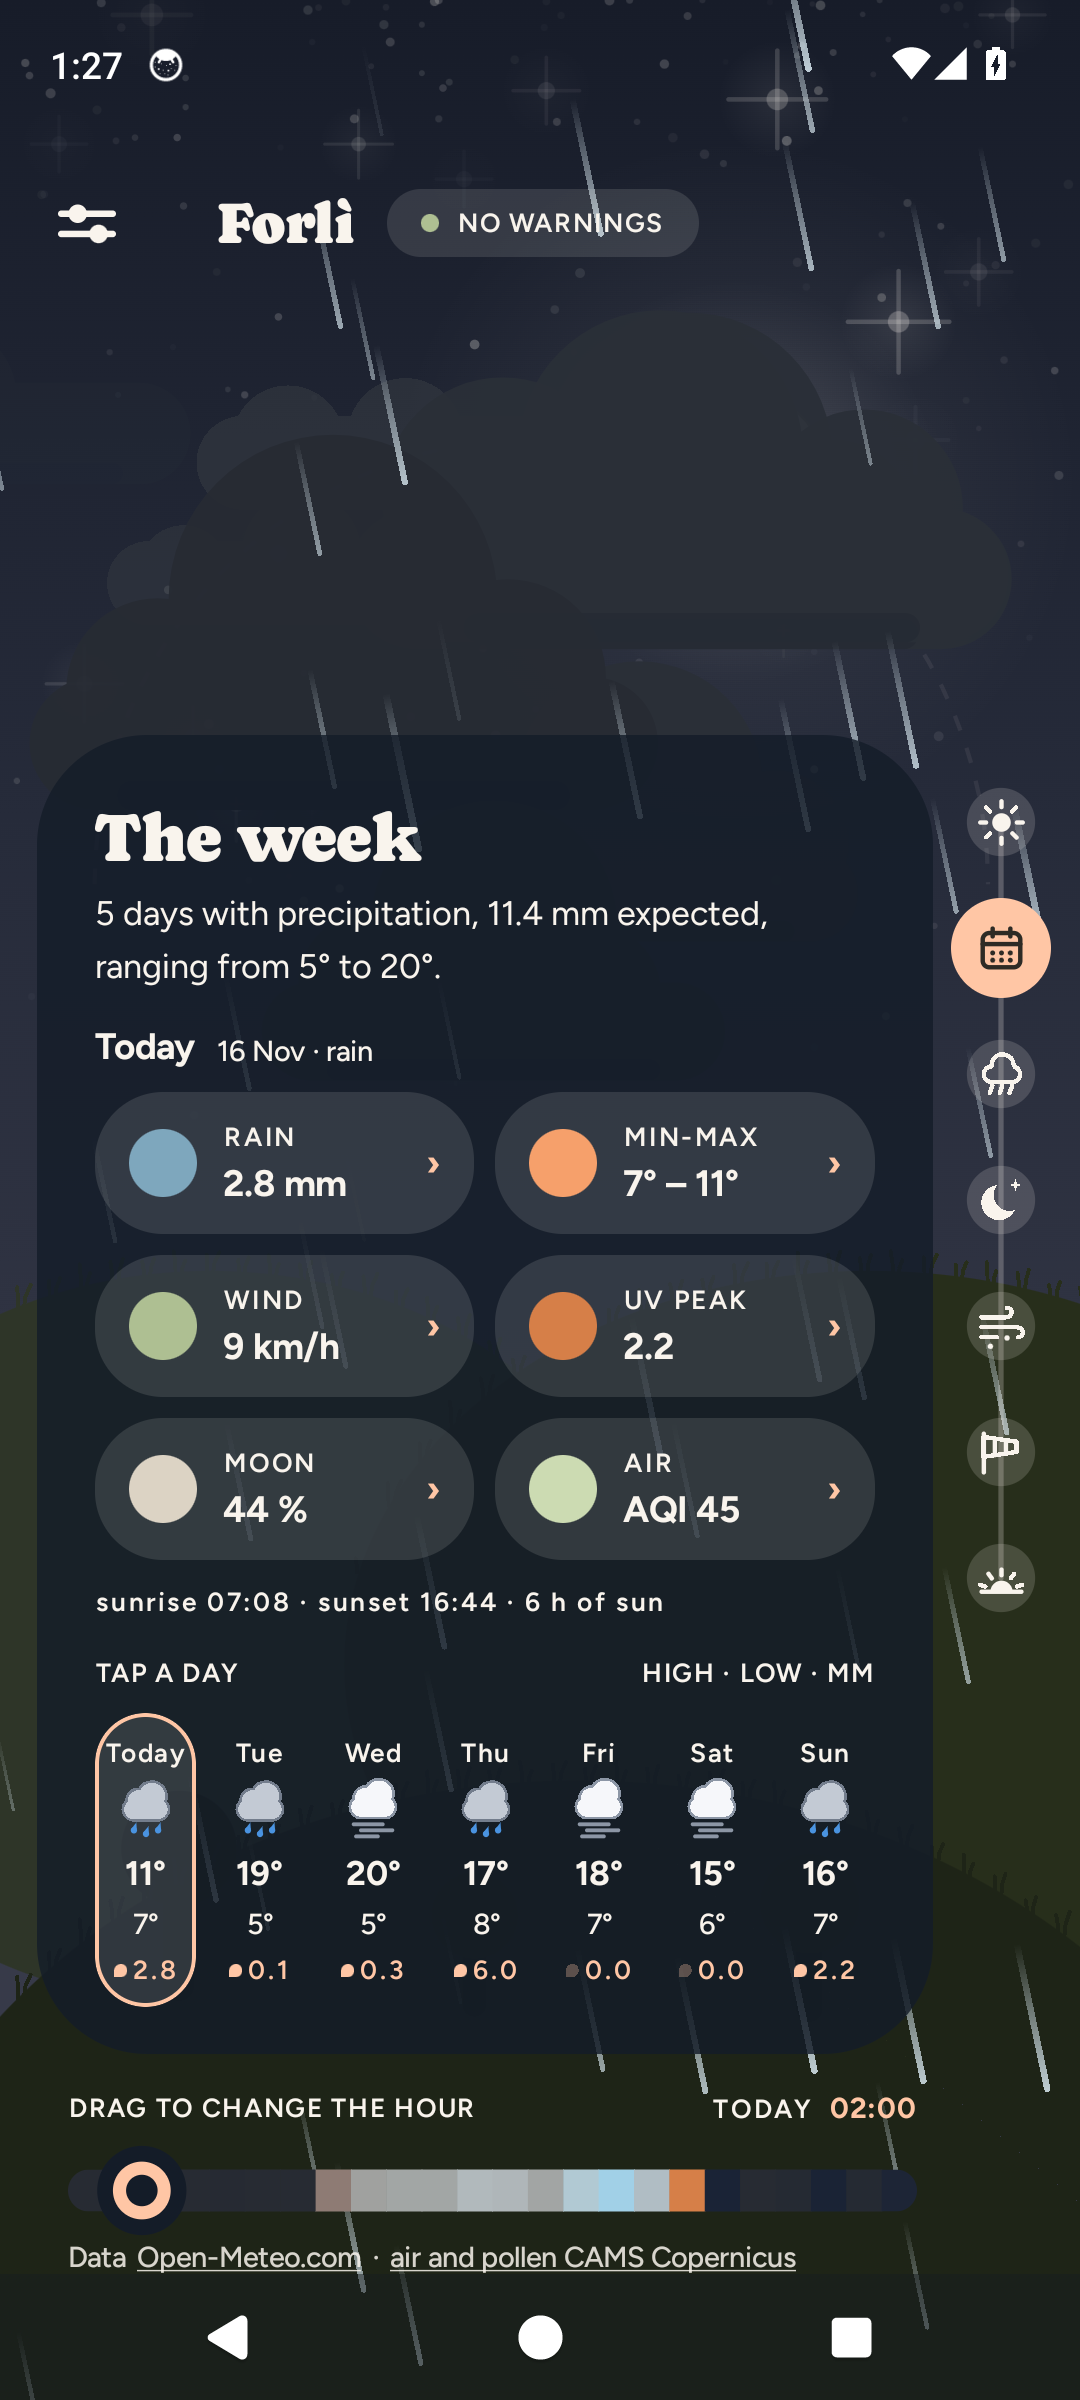 1:27
Forlì
NO WARNINGS
The week
5 days with precipitation, 11.4 mm expected,
ranging from 5° to 20°.
Today 16 Nov · rain
RAIN
2.8 mm ›
MIN-MAX
7° – 11° ›
WIND
9 km/h ›
UV PEAK
2.2 ›
MOON
44 % ›
AIR
AQI 45 ›
sunrise 07:08 · sunset 16:44 · 6 h of sun
TAP A DAY HIGH · LOW · MM
Today Tue Wed Thu Fri Sat Sun
11° 19° 20° 17° 18° 15° 16°
7° 5° 5° 8° 7° 6° 7°
2.8 0.1 0.3 6.0 0.0 0.0 2.2
DRAG TO CHANGE THE HOUR TODAY 02:00
Data Open-Meteo.com · air and pollen CAMS Copernicus